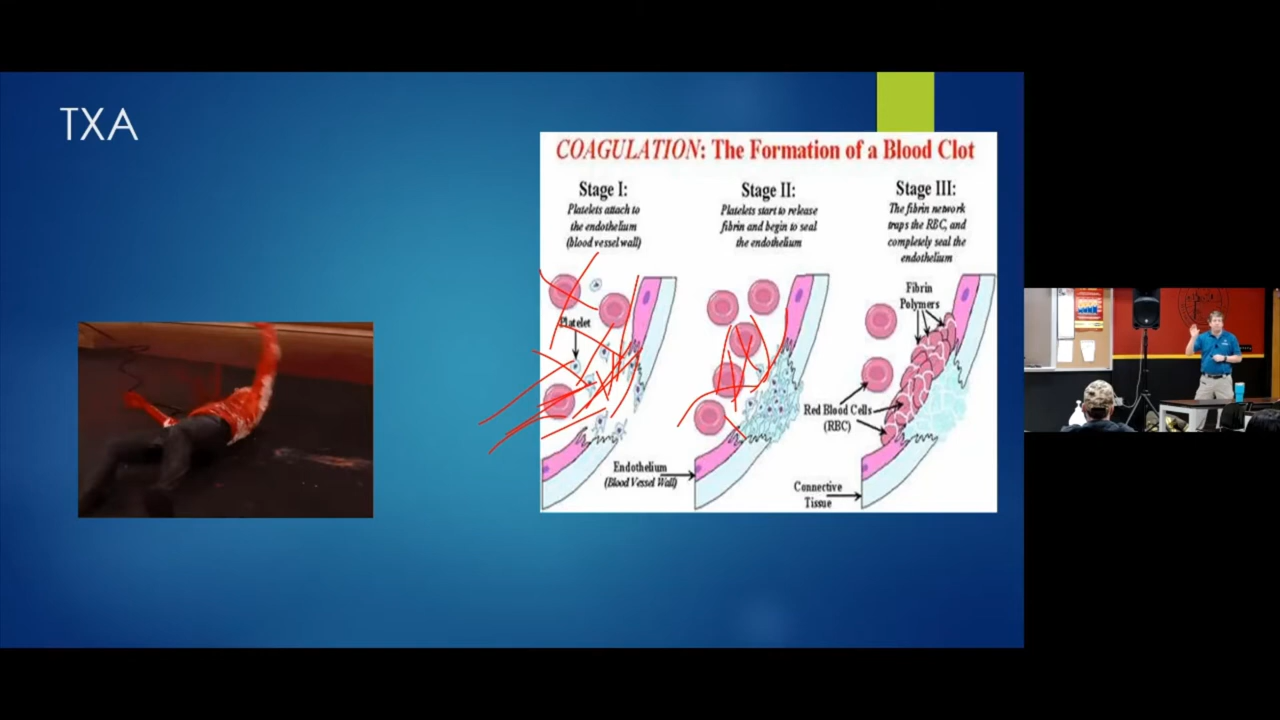 TXA
COAGULATION: The Formation of a Blood Clot
Stage I:
Platelets attach to
the endothelium
(blood vessel wall)
Stage II:
Platelets start to release
fibrin and begin to seal
the endothelium
Stage III:
The fibrin network
traps the RBC, and
completely seal the
endothelium
Platelet
Fibrin
Polymers
Red Blood Cells
(RBC)
Endothelium
(Blood Vessel Wall)
Connective
Tissue